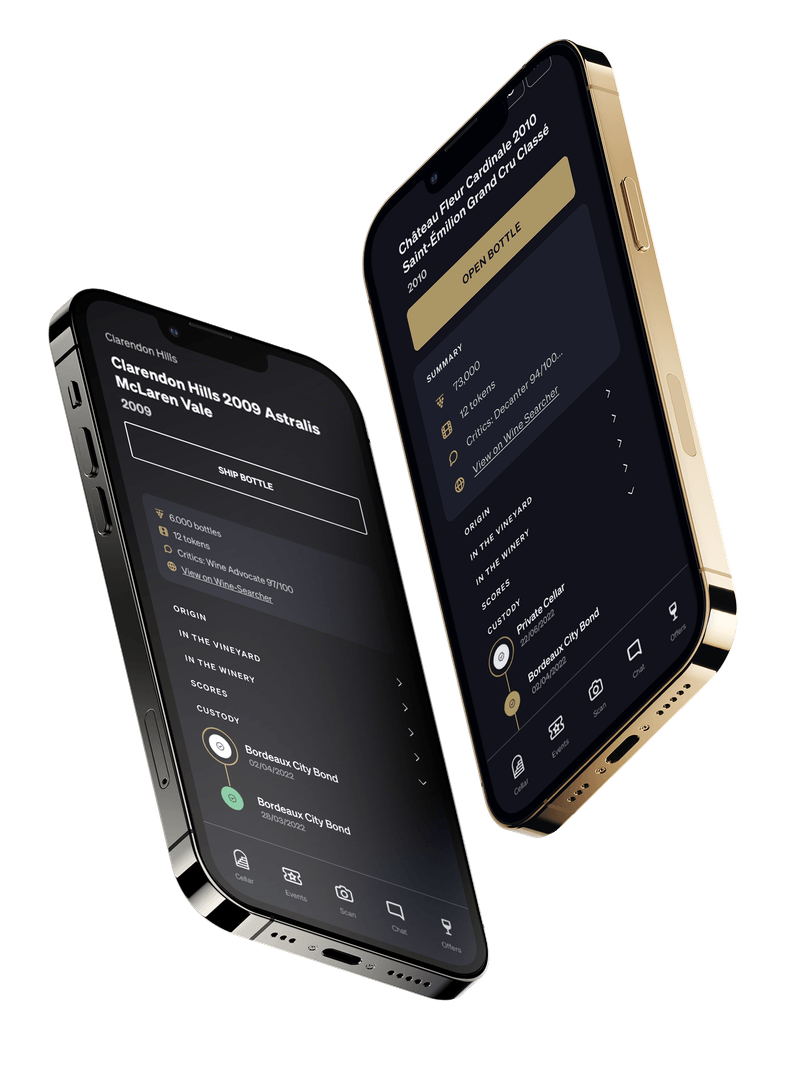 Clarendon Hills
Clarendon Hills 2009 Astralis
McLaren Vale
2009
SHIP BOTTLE
6.000 bottles
12 tokens
Critics: Wine Advocate 97/100
View on Wine-Searcher
ORIGIN
IN THE VINEYARD
IN THE WINERY
SCORES
CUSTODY
Bordeaux City Bond
02/04/2022
Bordeaux City Bond
28/03/2022
Cellar
Events
Scan
Chat
Offers
Château Fleur Cardinale 2010
Saint-Émilion Grand Cru Classé
2010
OPEN BOTTLE
SUMMARY
73,000
12 tokens
Critics: Decanter 94/100...
View on Wine Searcher
ORIGIN
IN THE VINEYARD
IN THE WINERY
SCORES
CUSTODY
Private Cellar
22/06/2022
Bordeaux City Bond
02/04/2022
Cellar
Events
Scan
Chat
Offers